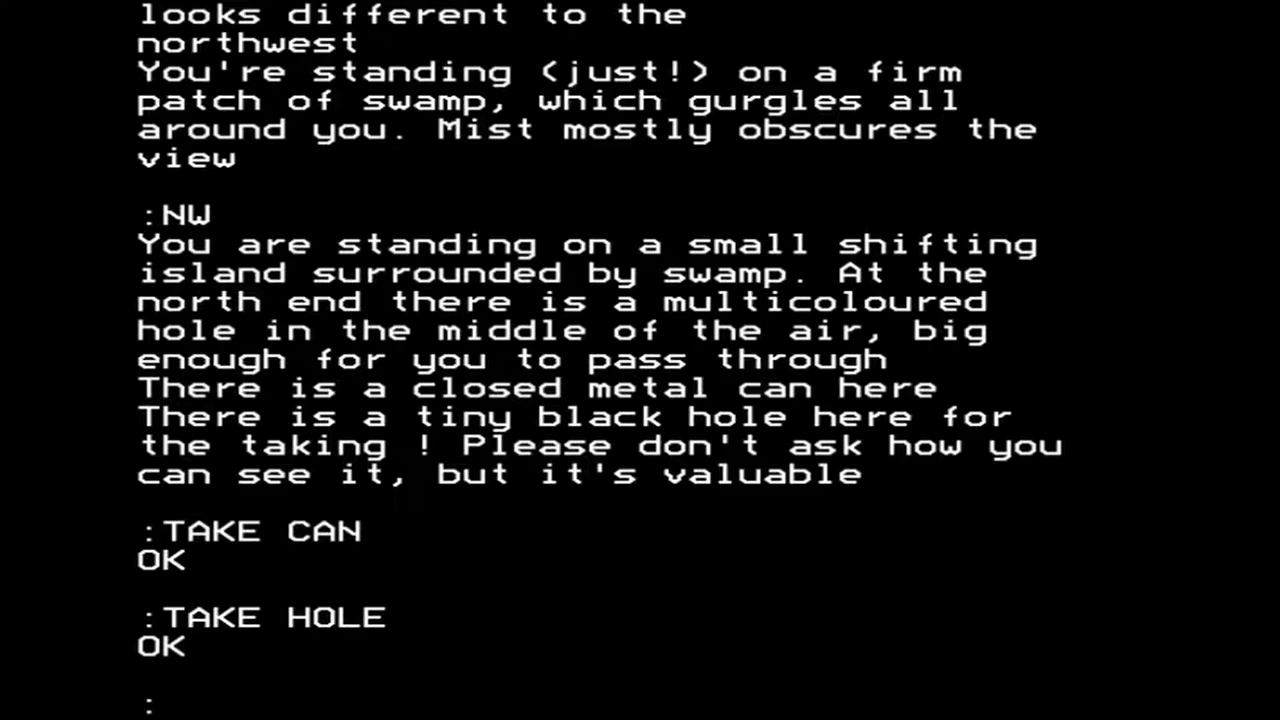 looks different to the
northwest
You're standing (just!) on a firm
patch of swamp, which gurgles all
around you. Mist mostly obscures the
view
:NW
You are standing on a small shifting
island surrounded by swamp. At the
north end there is a multicoloured
hole in the middle of the air, big
enough for you to pass through
There is a closed metal can here
There is a tiny black hole here for
the taking ! Please don't ask how you
can see it, but it's valuable
:TAKE CAN
OK
:TAKE HOLE
OK
: